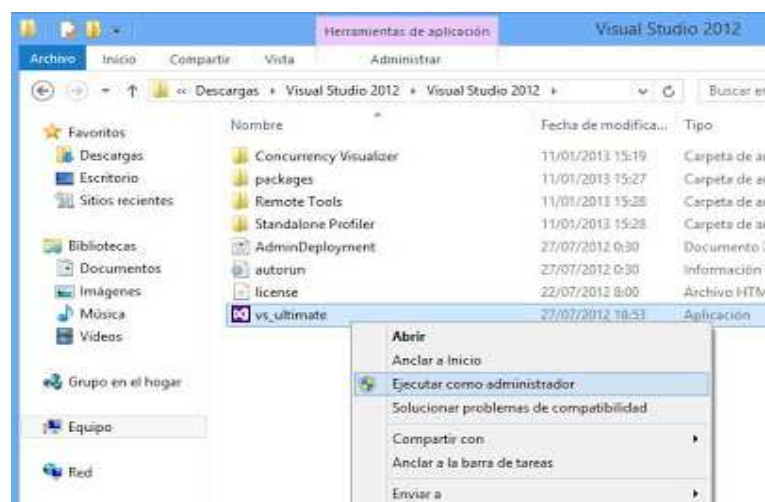 Herramientas de aplicación Visual Studio 2012
Archivo Inicio Compartir Vista Administrar
« Descargas Visual Studio 2012 Visual Studio 2012 Buscar en
Nombre Fecha de modifica... Tipo
Favoritos
Descargas
Escritorio
Sitios recientes
Bibliotecas
Documentos
Imágenes
Música
Vídeos
Grupo en el hogar
Equipo
Red
Concurrency Visualizer 11/01/2013 15:19 Carpeta de a
packages 11/01/2013 15:27 Carpeta de a
Remote Tools 11/01/2013 15:28 Carpeta de a
Standalone Profiler 11/01/2013 15:28 Carpeta de a
AdminDeployment 27/07/2012 0:30 Documento
autorun 27/07/2012 0:30 Información
license 22/07/2012 8:00 Archivo HTM
vs_ultimate 27/07/2012 10:53 Aplicación
Abrir
Anclar a Inicio
Ejecutar como administrador
Solucionar problemas de compatibilidad
Compartir con
Anclar a la barra de tareas
Enviar a